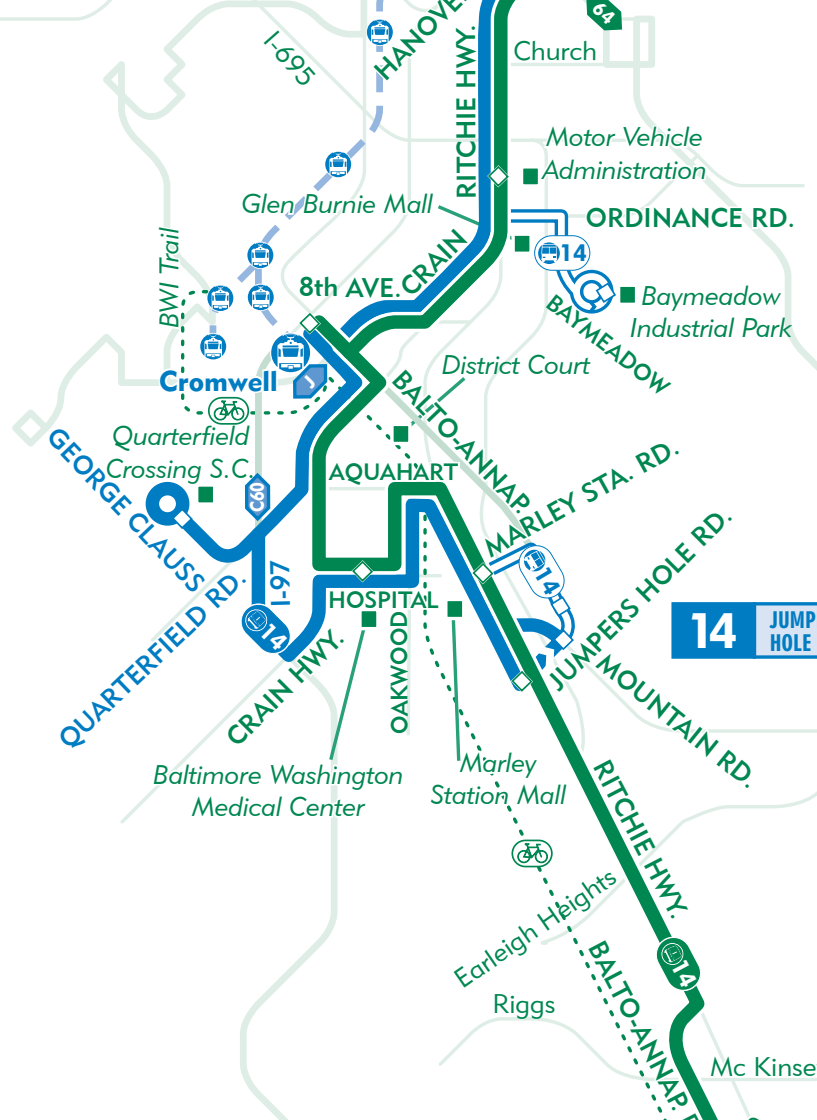 64
HANOVE
I-695
Church
RITCHIE HWY.
Motor Vehicle
Administration
Glen Burnie Mall
ORDINANCE RD.
BWI Trail
14
8th AVE.
CRAIN
Baymeadow
Industrial Park
BAYMEADOW
District Court
Cromwell
J
BALTO-ANNAP.
Quarterfield
Crossing S.C.
GEORGE CLAUSS
AQUAHART
C60
MARLEY STA. RD.
JUMPERS HOLE RD.
14
I-97
QUARTERFIELD RD.
HOSPITAL
14
14
JUMP
HOLE
CRAIN HWY.
OAKWOOD
MOUNTAIN RD.
Baltimore Washington
Medical Center
Marley
Station Mall
RITCHIE HWY.
Earleigh Heights
14
Riggs
BALTO-ANNAP.
Mc Kinse